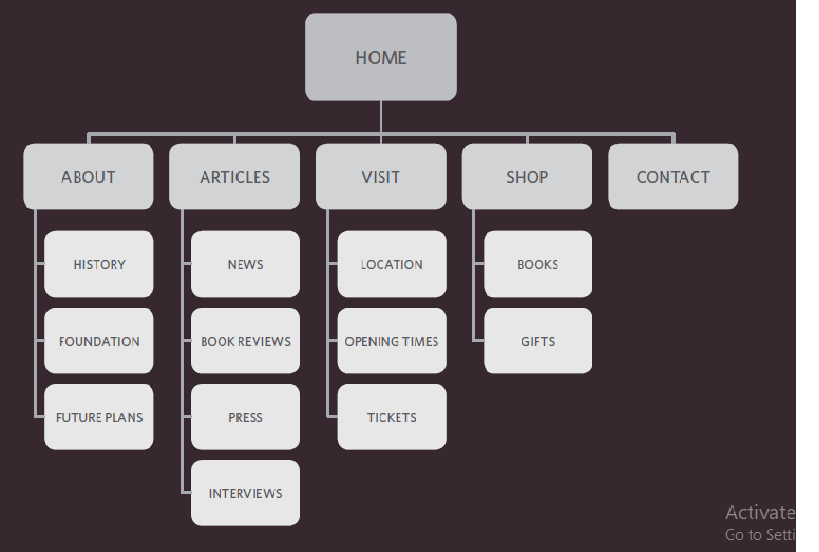 HOME
ABOUT
ARTICLES
VISIT
SHOP
CONTACT
HISTORY
NEWS
LOCATION
BOOKS
FOUNDATION
BOOK REVIEWS
OPENING TIMES
GIFTS
FUTURE PLANS
PRESS
TICKETS
INTERVIEWS
Activate
Go to Setti